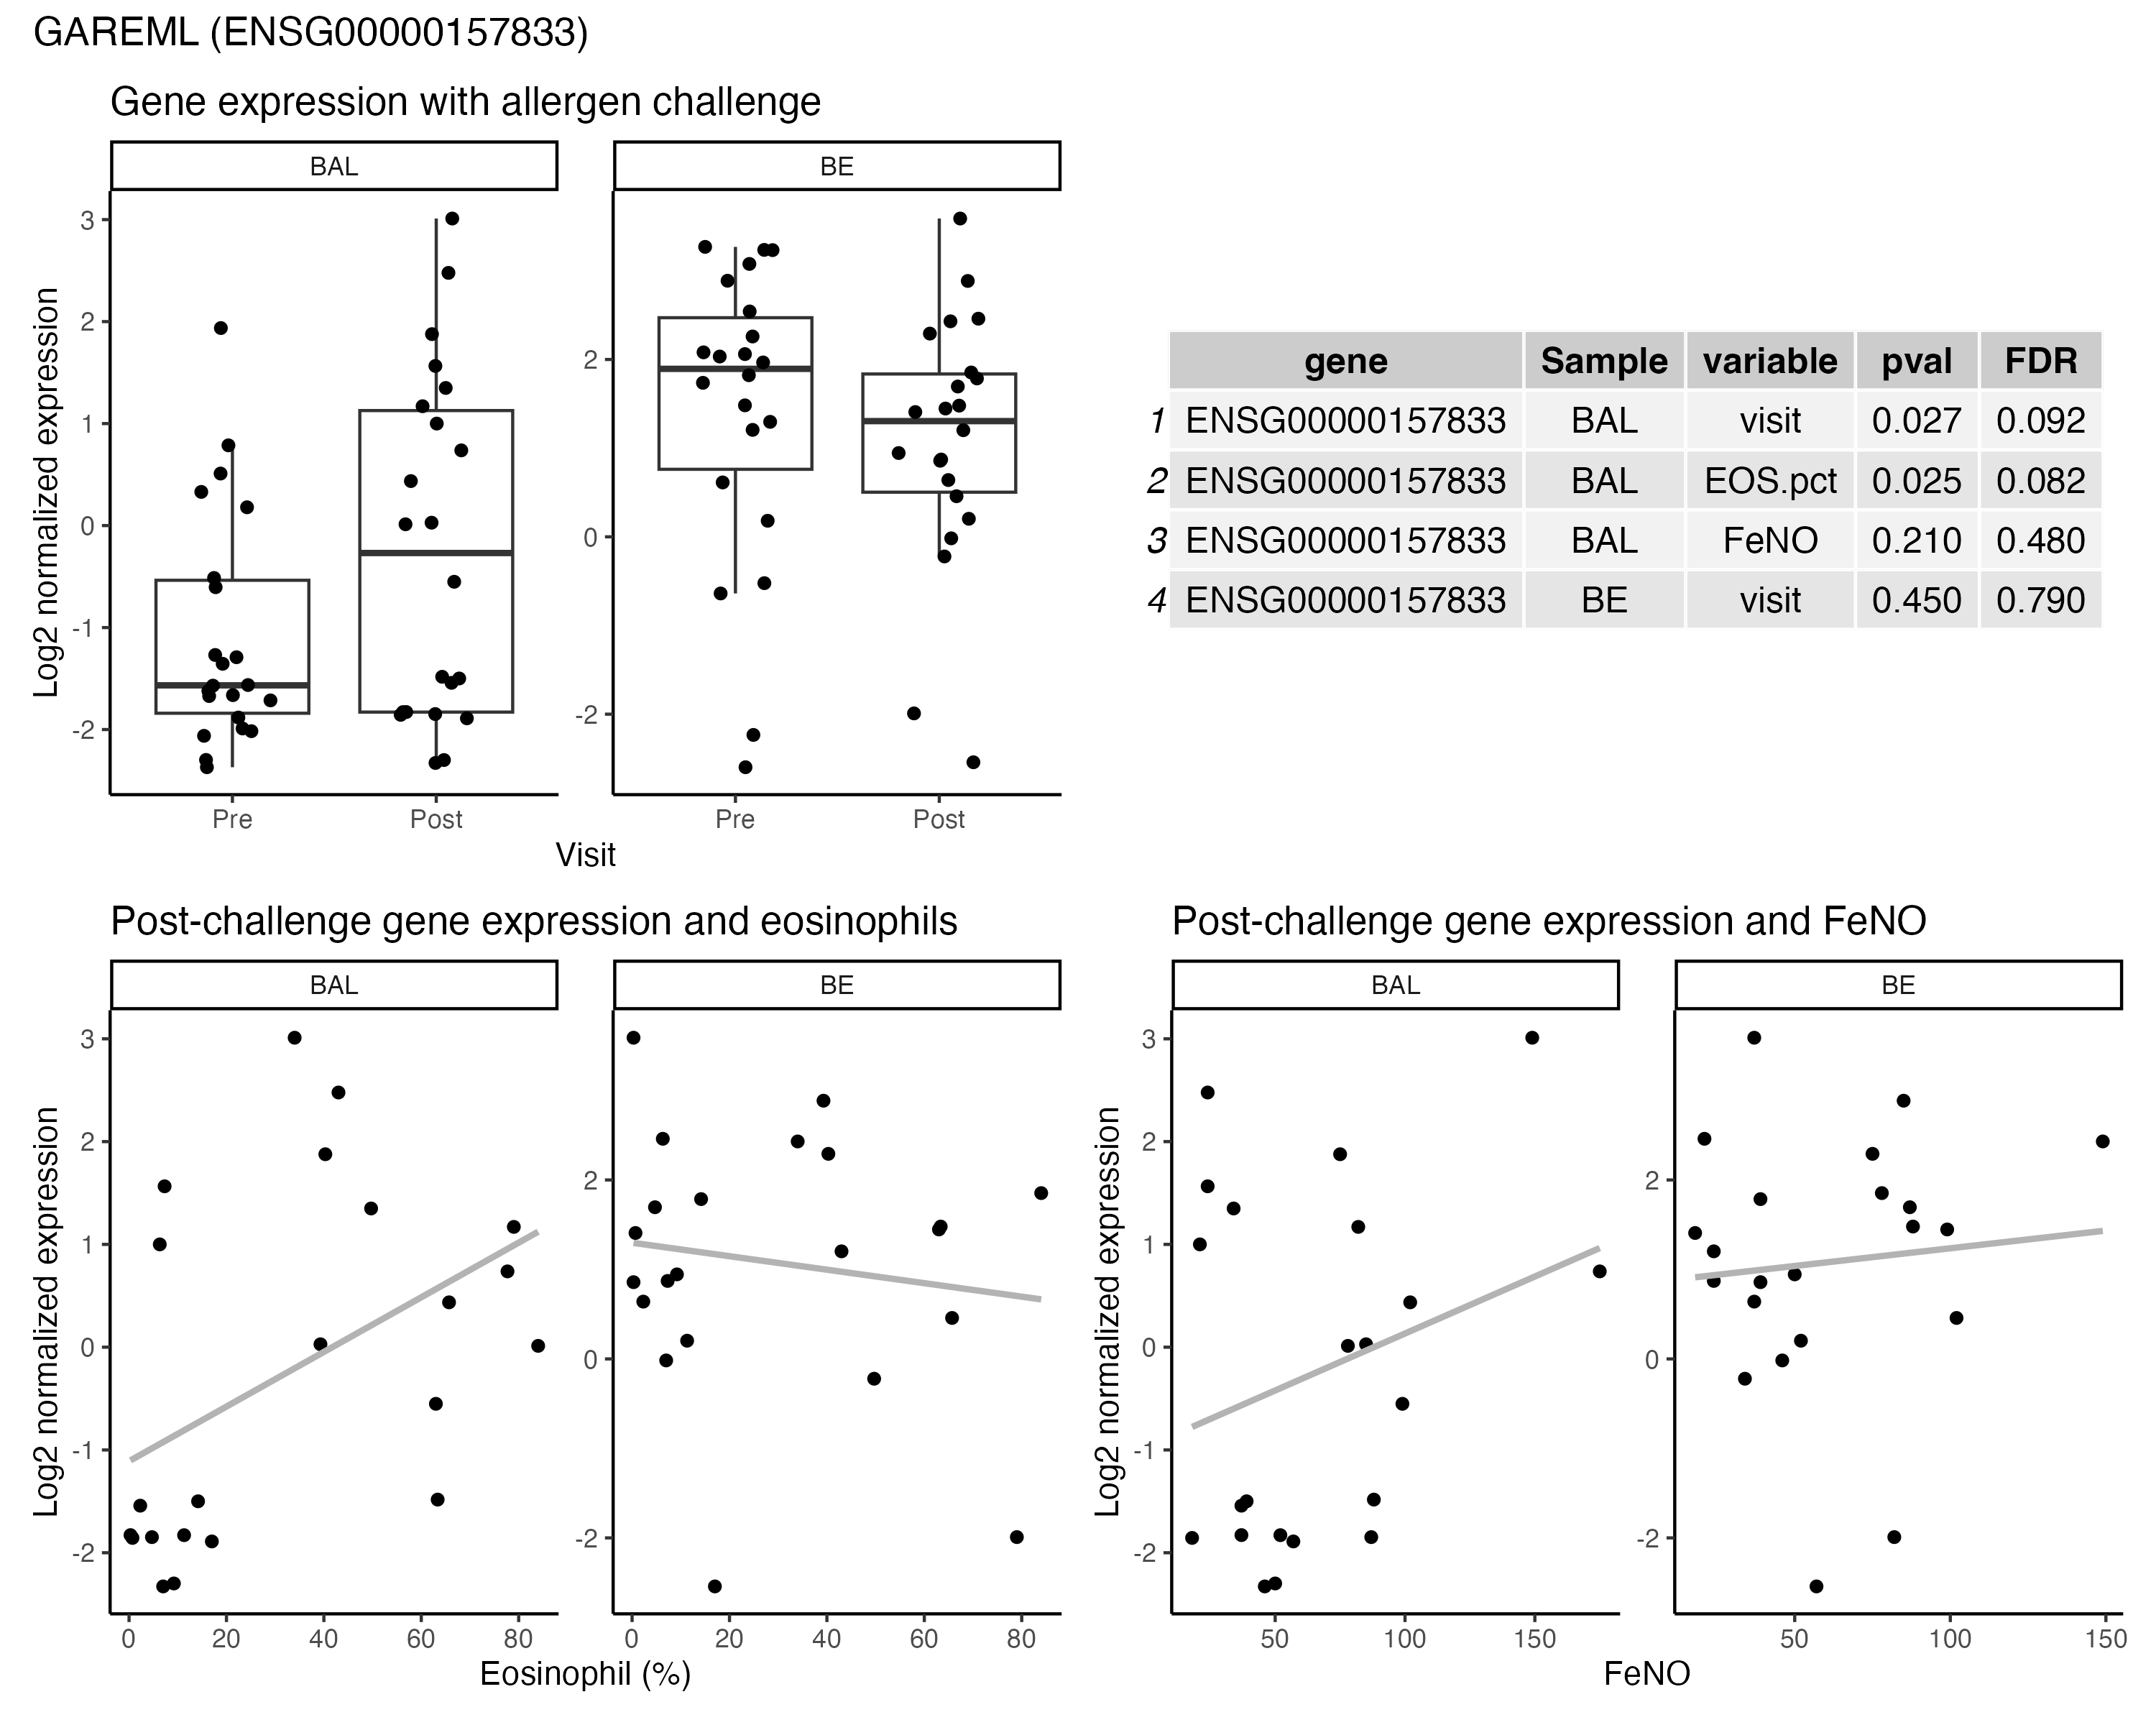 GAREML (ENSG00000157833)
Gene expression with allergen challenge
BAL
BE
Log2 normalized expression
3
2
1
0
-1
-2
2
0
-2
Pre
Post
Pre
Post
Visit
gene Sample variable pval FDR
1 ENSG00000157833 BAL visit 0.027 0.092
2 ENSG00000157833 BAL EOS.pct 0.025 0.082
3 ENSG00000157833 BAL FeNO 0.210 0.480
4 ENSG00000157833 BE visit 0.450 0.790
Post-challenge gene expression and eosinophils
BAL
BE
Log2 normalized expression
3
2
1
0
-1
-2
2
0
-2
0 20 40 60 80
0 20 40 60 80
Eosinophil (%)
Post-challenge gene expression and FeNO
BAL
BE
Log2 normalized expression
3
2
1
0
-1
-2
2
0
-2
50 100 150
50 100 150
FeNO